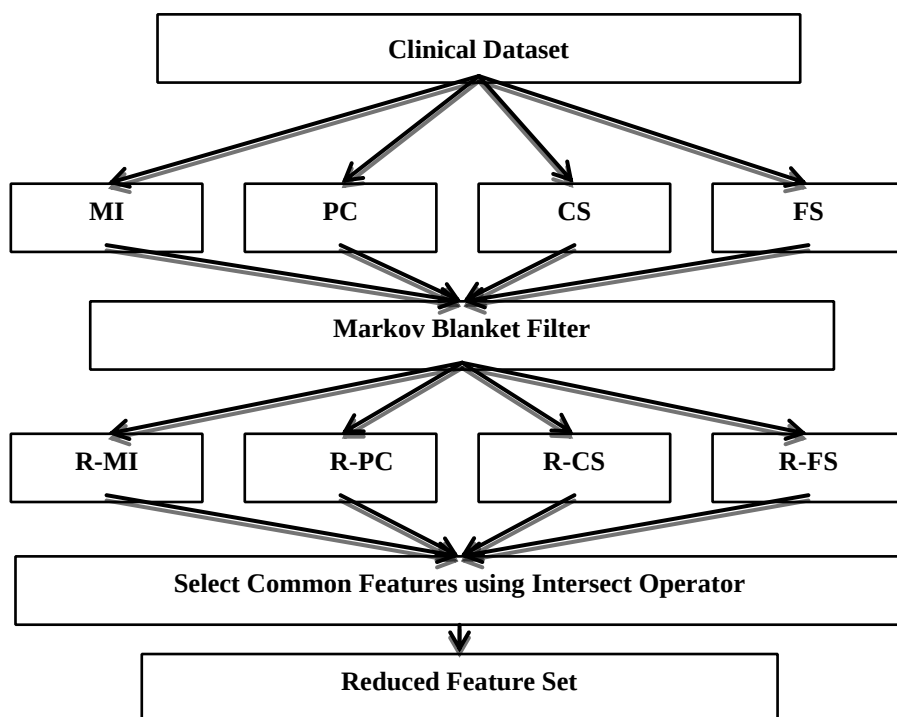 Clinical Dataset
MI
PC
CS
FS
Markov Blanket Filter
R-MI
R-PC
R-CS
R-FS
Select Common Features using Intersect Operator
Reduced Feature Set